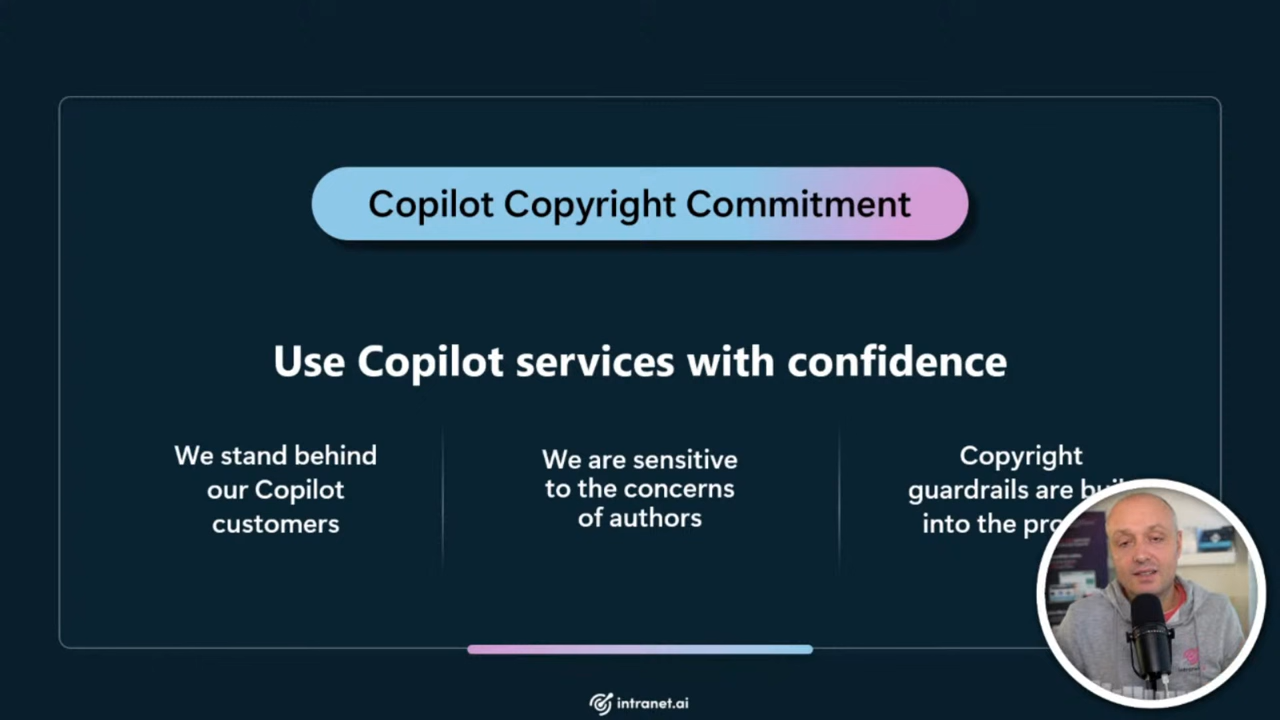 Copilot Copyright Commitment
Use Copilot services with confidence
We stand behind
our Copilot
customers
We are sensitive
to the concerns
of authors
Copyright
guardrails are
into the
intranet.ai